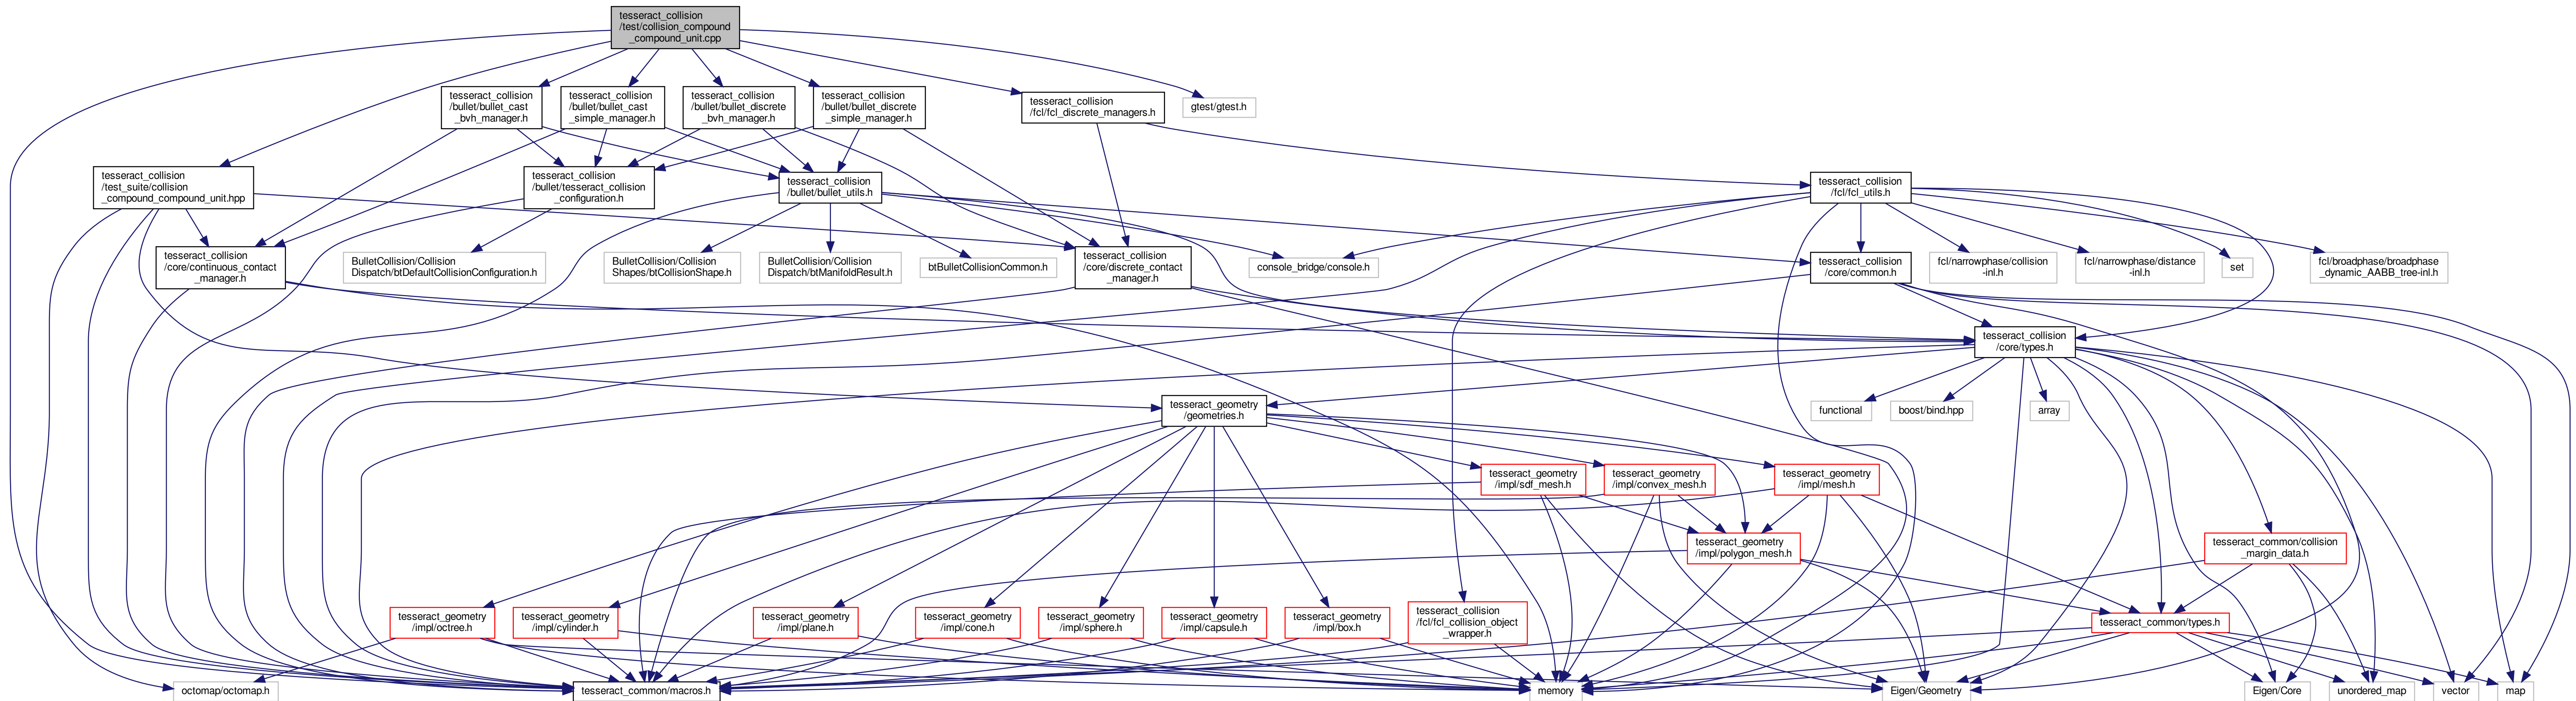 tesseract_collision
/test/collision_compound
_compound_unit.cpp
tesseract_collision
/bullet/bullet_cast
_bvh_manager.h
tesseract_collision
/bullet/bullet_cast
_simple_manager.h
tesseract_collision
/bullet/bullet_discrete
_bvh_manager.h
tesseract_collision
/bullet/bullet_discrete
_simple_manager.h
tesseract_collision
/fcl/fcl_discrete_managers.h
gtest/gtest.h
tesseract_collision
/test_suite/collision
_compound_compound_unit.hpp
tesseract_collision
/bullet/tesseract_collision
_configuration.h
tesseract_collision
/bullet/bullet_utils.h
tesseract_collision
/fcl/fcl_utils.h
tesseract_collision
/core/continuous_contact
_manager.h
BulletCollision/Collision
Dispatch/btDefaultCollisionConfiguration.h
BulletCollision/Collision
Shapes/btCollisionShape.h
BulletCollision/Collision
Dispatch/btManifoldResult.h
btBulletCollisionCommon.h
tesseract_collision
/core/discrete_contact
_manager.h
console_bridge/console.h
tesseract_collision
/core/common.h
fcl/narrowphase/collision
-inl.h
fcl/narrowphase/distance
-inl.h
set
fcl/broadphase/broadphase
_dynamic_AABB_tree-inl.h
tesseract_collision
/core/types.h
tesseract_geometry
/geometries.h
functional
boost/bind.hpp
array
tesseract_geometry
/impl/sdf_mesh.h
tesseract_geometry
/impl/convex_mesh.h
tesseract_geometry
/impl/mesh.h
tesseract_geometry
/impl/polygon_mesh.h
tesseract_common/collision
_margin_data.h
tesseract_geometry
/impl/octree.h
tesseract_geometry
/impl/cylinder.h
tesseract_geometry
/impl/plane.h
tesseract_geometry
/impl/cone.h
tesseract_geometry
/impl/sphere.h
tesseract_geometry
/impl/capsule.h
tesseract_geometry
/impl/box.h
tesseract_collision
/fcl/fcl_collision_object
_wrapper.h
tesseract_common/types.h
octomap/octomap.h
tesseract_common/macros.h
memory
Eigen/Geometry
Eigen/Core
unordered_map
vector
map